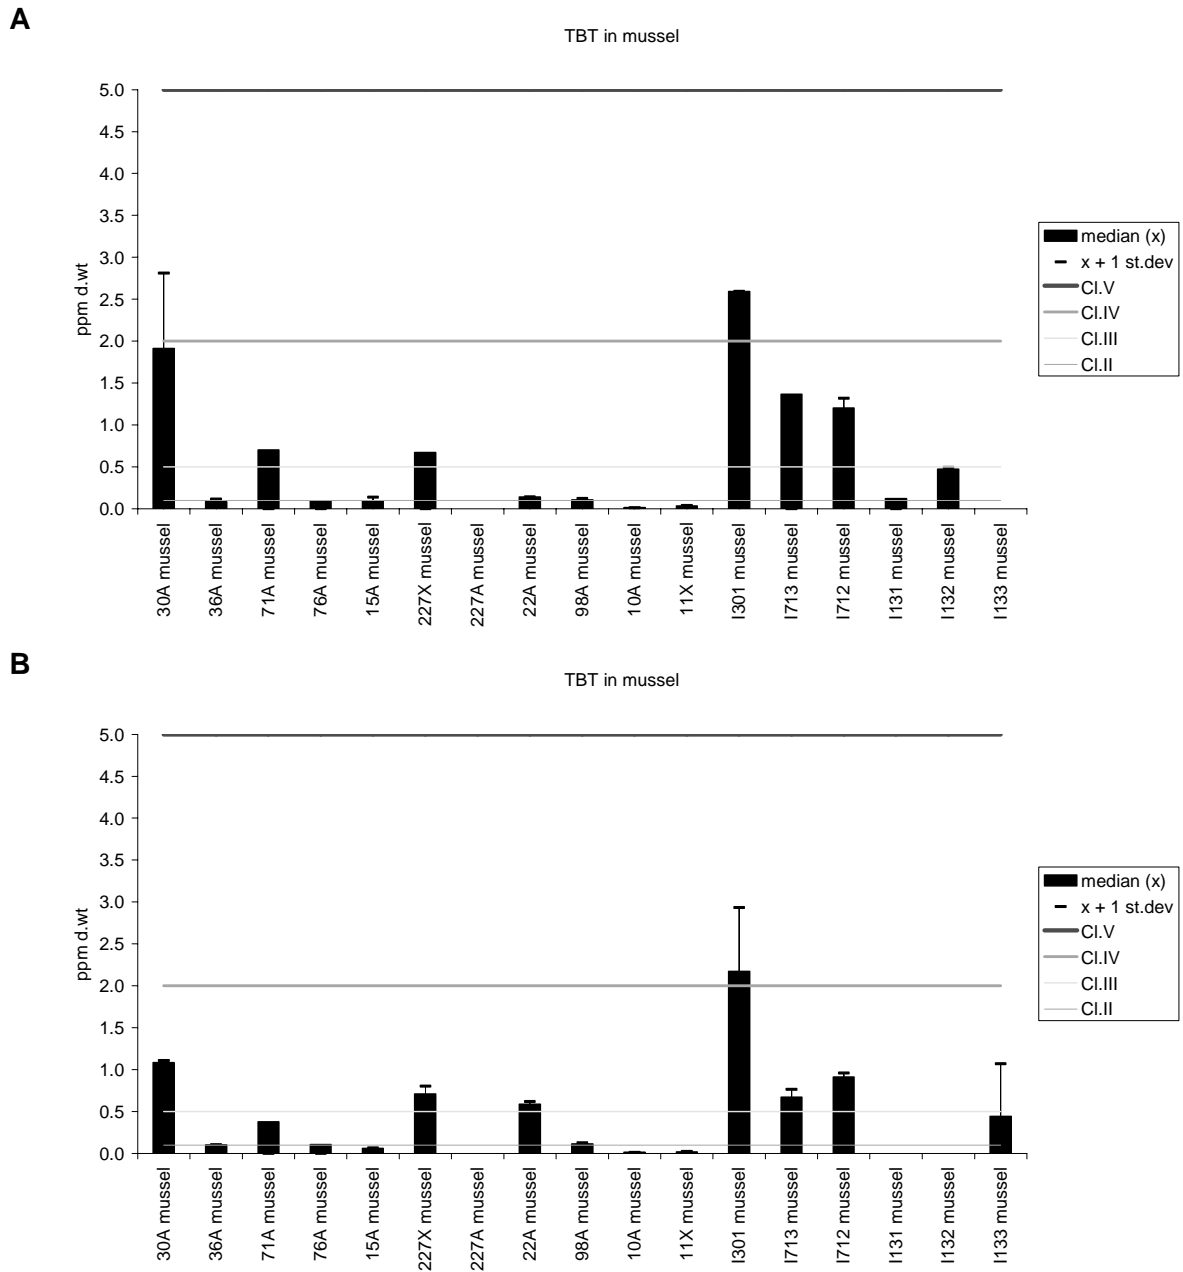 A
TBT in mussel
ppm d.wt
5.0
4.5
4.0
3.5
3.0
2.5
2.0
1.5
1.0
0.5
0.0
30A mussel
36A mussel
71A mussel
76A mussel
15A mussel
227X mussel
227A mussel
22A mussel
98A mussel
10A mussel
11X mussel
I301 mussel
I713 mussel
I712 mussel
I131 mussel
I132 mussel
I133 mussel
median (x)
x + 1 st.dev
Cl.V
Cl.IV
Cl.III
Cl.II
B
TBT in mussel
ppm d.wt
5.0
4.5
4.0
3.5
3.0
2.5
2.0
1.5
1.0
0.5
0.0
30A mussel
36A mussel
71A mussel
76A mussel
15A mussel
227X mussel
227A mussel
22A mussel
98A mussel
10A mussel
11X mussel
I301 mussel
I713 mussel
I712 mussel
I131 mussel
I132 mussel
I133 mussel
median (x)
x + 1 st.dev
Cl.V
Cl.IV
Cl.III
Cl.II